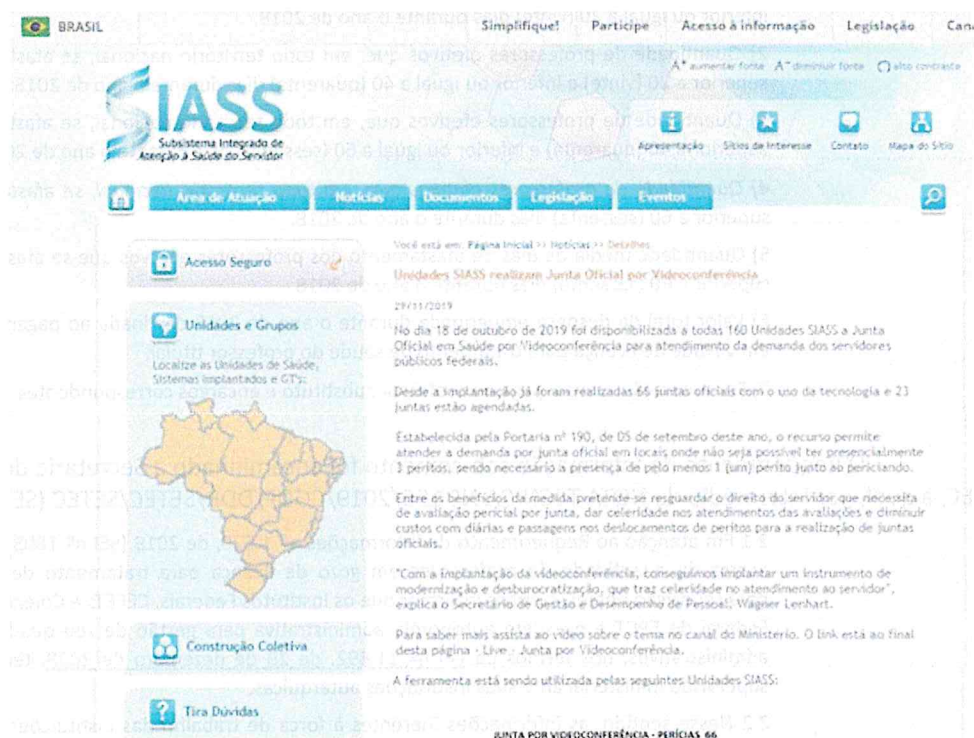 BRASIL
Simplifique! Participe Acesso à informação Legislação Cana
A+ aumentar fonte A- diminuir fonte alto contraste
IASS
Subsistema Integrado de
Atenção à Saúde do Servidor
Apresentação Sítios de Interesse Contato Mapa do Sítio
Área de Atuação Notícias Documentos Legislação Eventos
Você está em: Página Inicial >> Notícias >> Detalhes
Acesso Seguro
Unidades SIASS realizam Junta Oficial por Videoconferência
29/11/2019
Unidades e Grupos
Localize as Unidades de Saúde,
Sistemas Implantados e GT's:
No dia 18 de outubro de 2019 foi disponibilizada a todas 160 Unidades SIASS a Junta
Oficial em Saúde por Videoconferência para atendimento da demanda dos servidores
públicos federais.
Desde a implantação já foram realizadas 66 juntas oficiais com o uso da tecnologia e 23
juntas estão agendadas.
Estabelecida pela Portaria nº 190, de 05 de setembro deste ano, o recurso permite
atender a demanda por junta oficial em locais onde não seja possível ter presencialmente
3 peritos, sendo necessário a presença de pelo menos 1 (um) perito junto ao periciando.
Entre os benefícios da medida pretende-se resguardar o direito do servidor que necessita
de avaliação pericial por junta, dar celeridade nos atendimentos das avaliações e diminuir
custos com diárias e passagens nos deslocamentos de peritos para a realização de juntas
oficiais.
"Com a implantação da videoconferência, conseguimos implantar um instrumento de
modernização e desburocratização, que traz celeridade no atendimento ao servidor",
explica o Secretário de Gestão e Desempenho de Pessoal, Wagner Lenhart.
Para saber mais assista ao vídeo sobre o tema no canal do Ministério. O link está ao final
desta página - Live - Junta por Videoconferência.
A ferramenta está sendo utilizada pelas seguintes Unidades SIASS:
Construção Coletiva
Tira Dúvidas
JUNTA POR VIDEOCONFERÊNCIA - PERÍCIAS 66